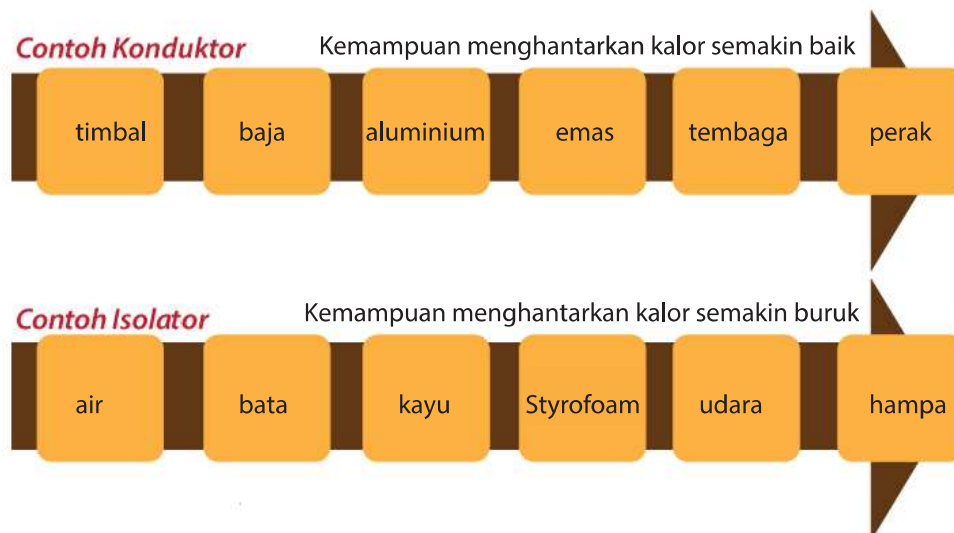 Contoh Konduktor
Kemampuan menghantarkan kalor semakin baik
timbal
baja
aluminium
emas
tembaga
perak
Contoh Isolator
Kemampuan menghantarkan kalor semakin buruk
air
bata
kayu
Styrofoam
udara
hampa